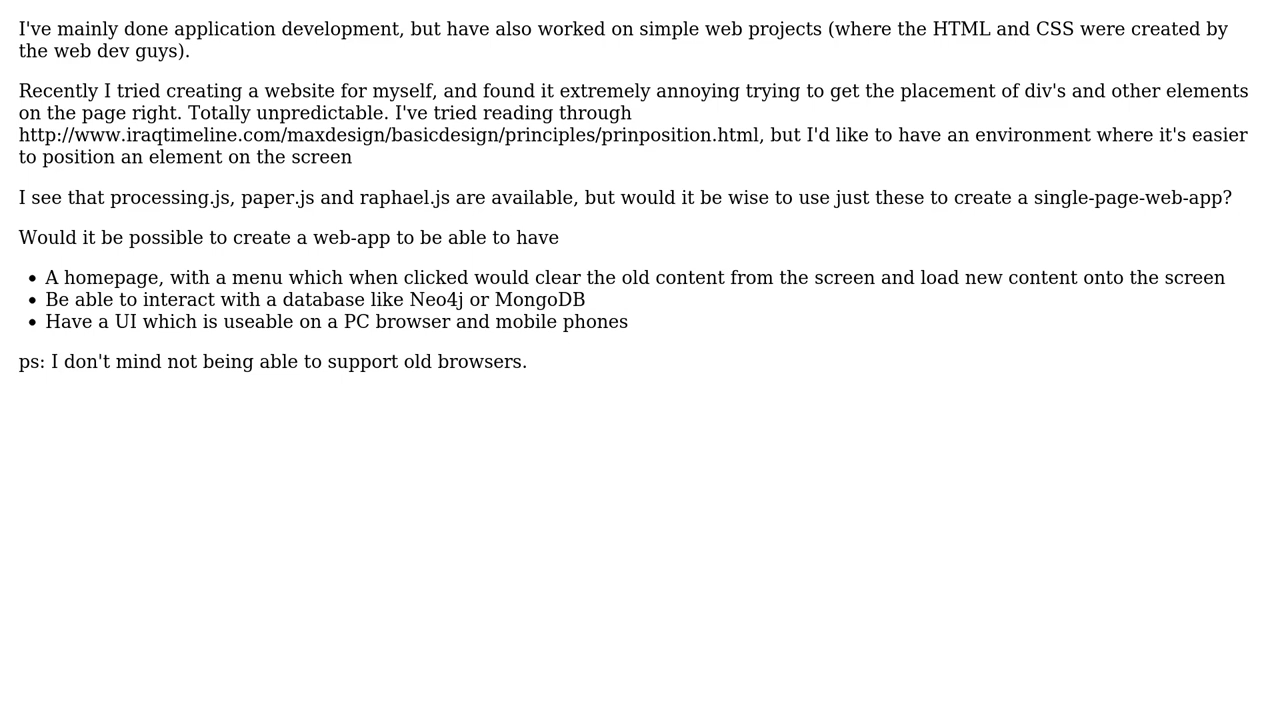 I've mainly done application development, but have also worked on simple web projects (where the HTML and CSS were created by
the web dev guys).
Recently I tried creating a website for myself, and found it extremely annoying trying to get the placement of div's and other elements
on the page right. Totally unpredictable. I've tried reading through
http://www.iraqtimeline.com/maxdesign/basicdesign/principles/prinposition.html, but I'd like to have an environment where it's easier
to position an element on the screen
I see that processing.js, paper.js and raphael.js are available, but would it be wise to use just these to create a single-page-web-app?
Would it be possible to create a web-app to be able to have
• A homepage, with a menu which when clicked would clear the old content from the screen and load new content onto the screen
• Be able to interact with a database like Neo4j or MongoDB
• Have a UI which is useable on a PC browser and mobile phones
ps: I don't mind not being able to support old browsers.